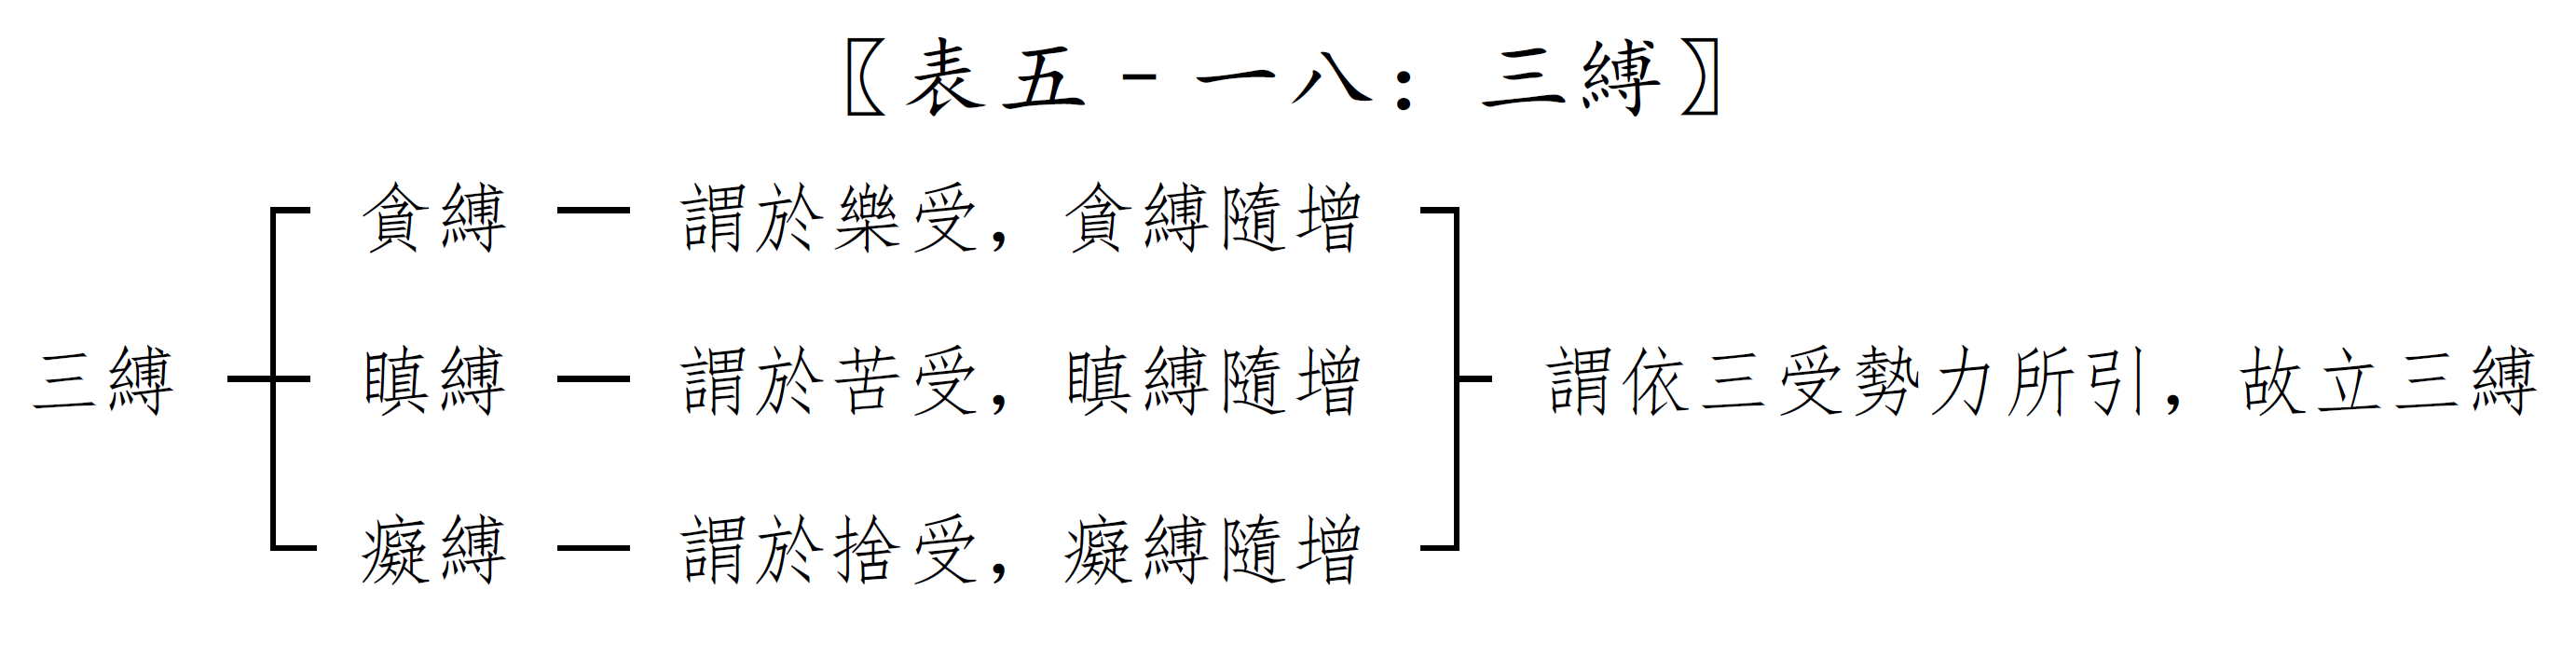 〖表五-一八：三縛〗
貪縛 — 謂於樂受，貪縛隨增
三縛 瞋縛 — 謂於苦受，瞋縛隨增 謂依三受勢力所引，故立三縛
癡縛 — 謂於捨受，癡縛隨增